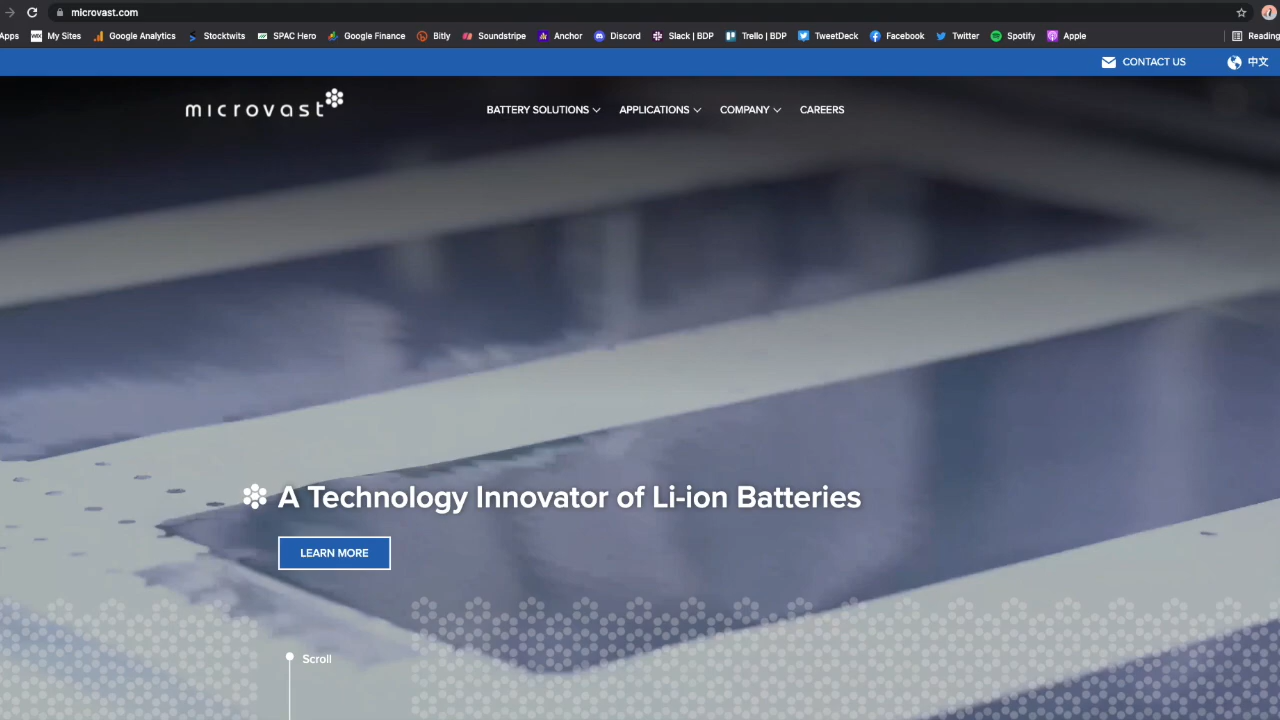 microvast.com
Apps My Sites Google Analytics Stocktwits SPAC Hero Google Finance Bitly Soundstripe Anchor Discord Slack | BDP Trello | BDP TweetDeck Facebook Twitter Spotify Apple Reading
CONTACT US 中文
microvast BATTERY SOLUTIONS APPLICATIONS COMPANY CAREERS
A Technology Innovator of Li-ion Batteries
LEARN MORE
Scroll